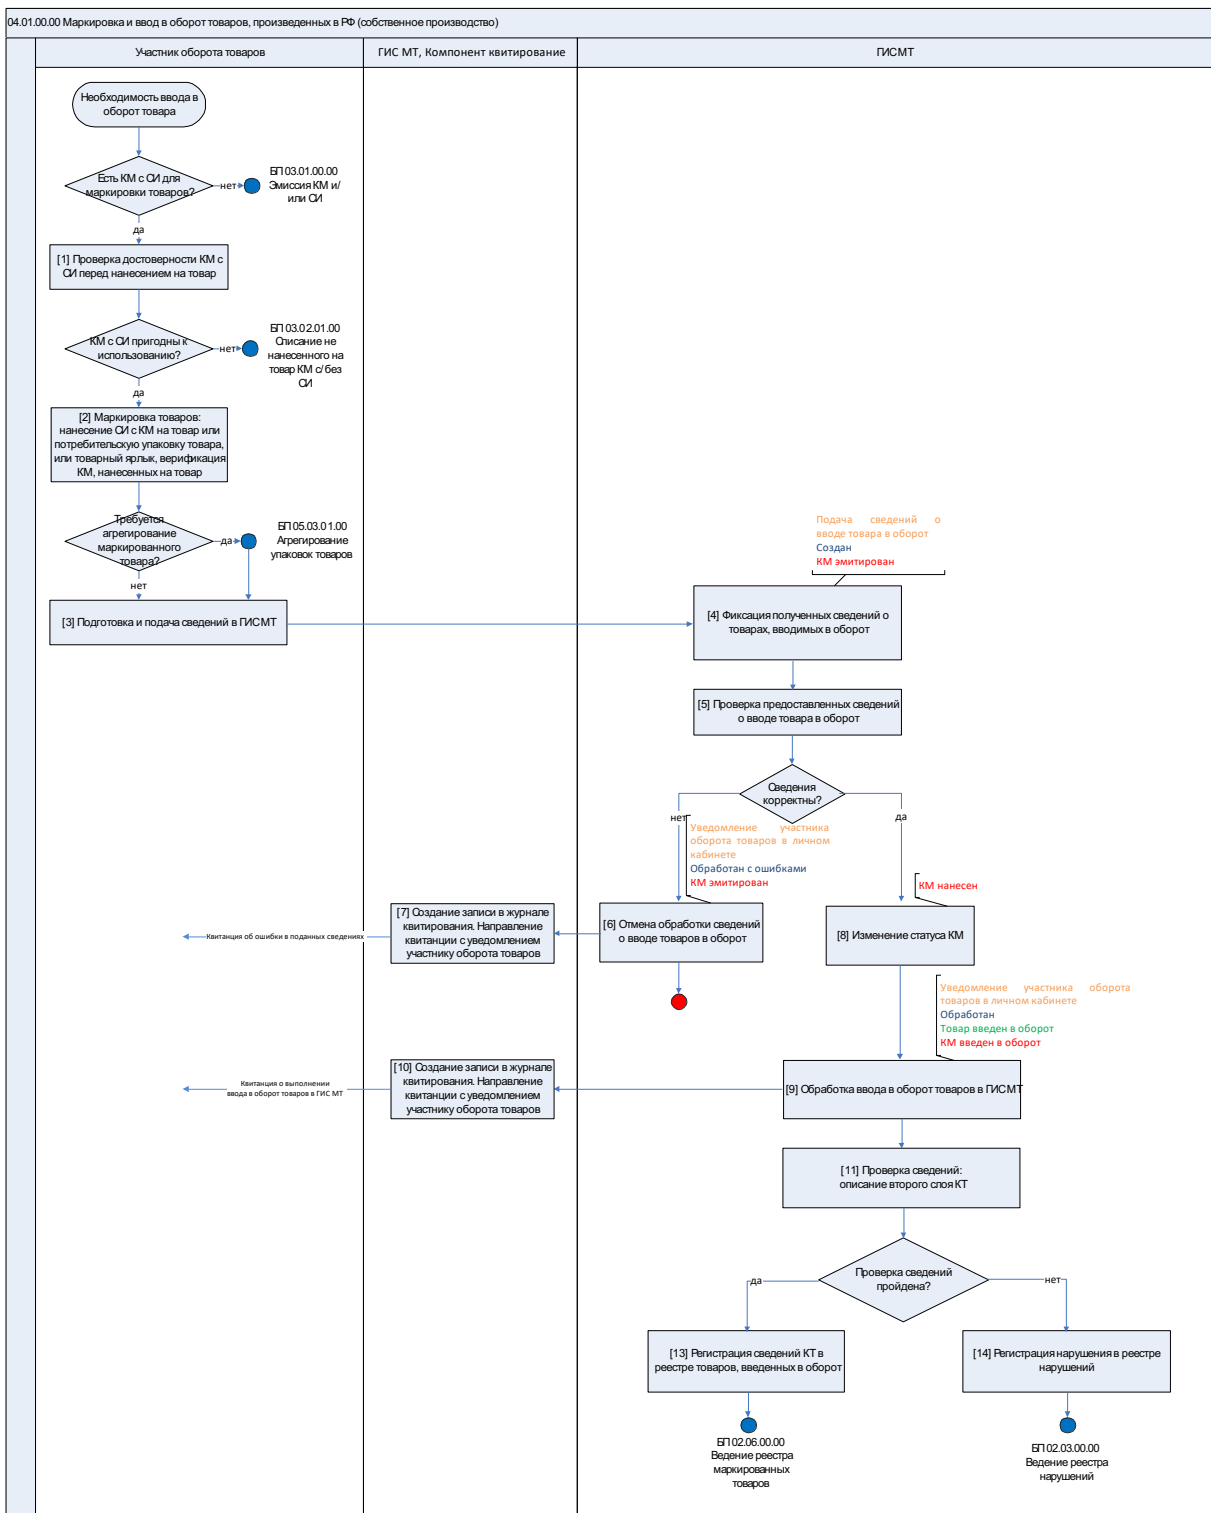 04.01.00.00 Маркировка и ввод в оборот товаров, произведенных в РФ (собственное производство)
Участник оборота товаров
ГИС МТ, Компонент квитирование
ГИСМТ
Необходимость ввода в
оборот товара
Есть КМ с СИ для
маркировки товаров?
нет
БП 03.01.00.00
Эмиссия КМ и/
или СИ
да
[1] Проверка достоверности КМ с
СИ перед нанесением на товар
КМ с СИ пригодны к
использованию?
нет
БП 03.02.01.00
Списание не
нанесенного на
товар КМ с/без
СИ
да
[2] Маркировка товаров:
нанесение СИ с КМ на товар или
потребительскую упаковку товара,
или товарный ярлык, верификация
КМ, нанесенных на товар
Требуется
агрегирование
маркированного
товара?
да
БП 05.03.01.00
Агрегирование
упаковок товаров
нет
[3] Подготовка и подача сведений в ГИСМТ
Подача сведений о
вводе товара в оборот
Создан
КМ эмитирован
[4] Фиксация полученных сведений о
товарах, вводимых в оборот
[5] Проверка предоставленных сведений
о вводе товара в оборот
Сведения
корректны?
нет
да
Уведомление участника
оборота товаров в личном
кабинете
Обработан с ошибками
КМ эмитирован
КМ нанесен
[6] Отмена обработки сведений
о вводе товаров в оборот
[7] Создание записи в журнале
квитирования. Направление
квитанции с уведомлением
участнику оборота товаров
Квитанция об ошибки в поданных сведениях
[8] Изменение статуса КМ
Уведомление участника оборота
товаров в личном кабинете
Обработан
Товар введен в оборот
КМ введен в оборот
[9] Обработка ввода в оборот товаров в ГИСМТ
[10] Создание записи в журнале
квитирования. Направление
квитанции с уведомлением
участнику оборота товаров
Квитанция о выполнении
ввода в оборот товаров в ГИС МТ
[11] Проверка сведений:
описание второго слоя КТ
Проверка сведений
пройдена?
да
нет
[13] Регистрация сведений КТ в
реестре товаров, введенных в оборот
[14] Регистрация нарушения в реестре
нарушений
БП 02.06.00.00
Ведение реестра
маркированных
товаров
БП 02.03.00.00
Ведение реестра
нарушений